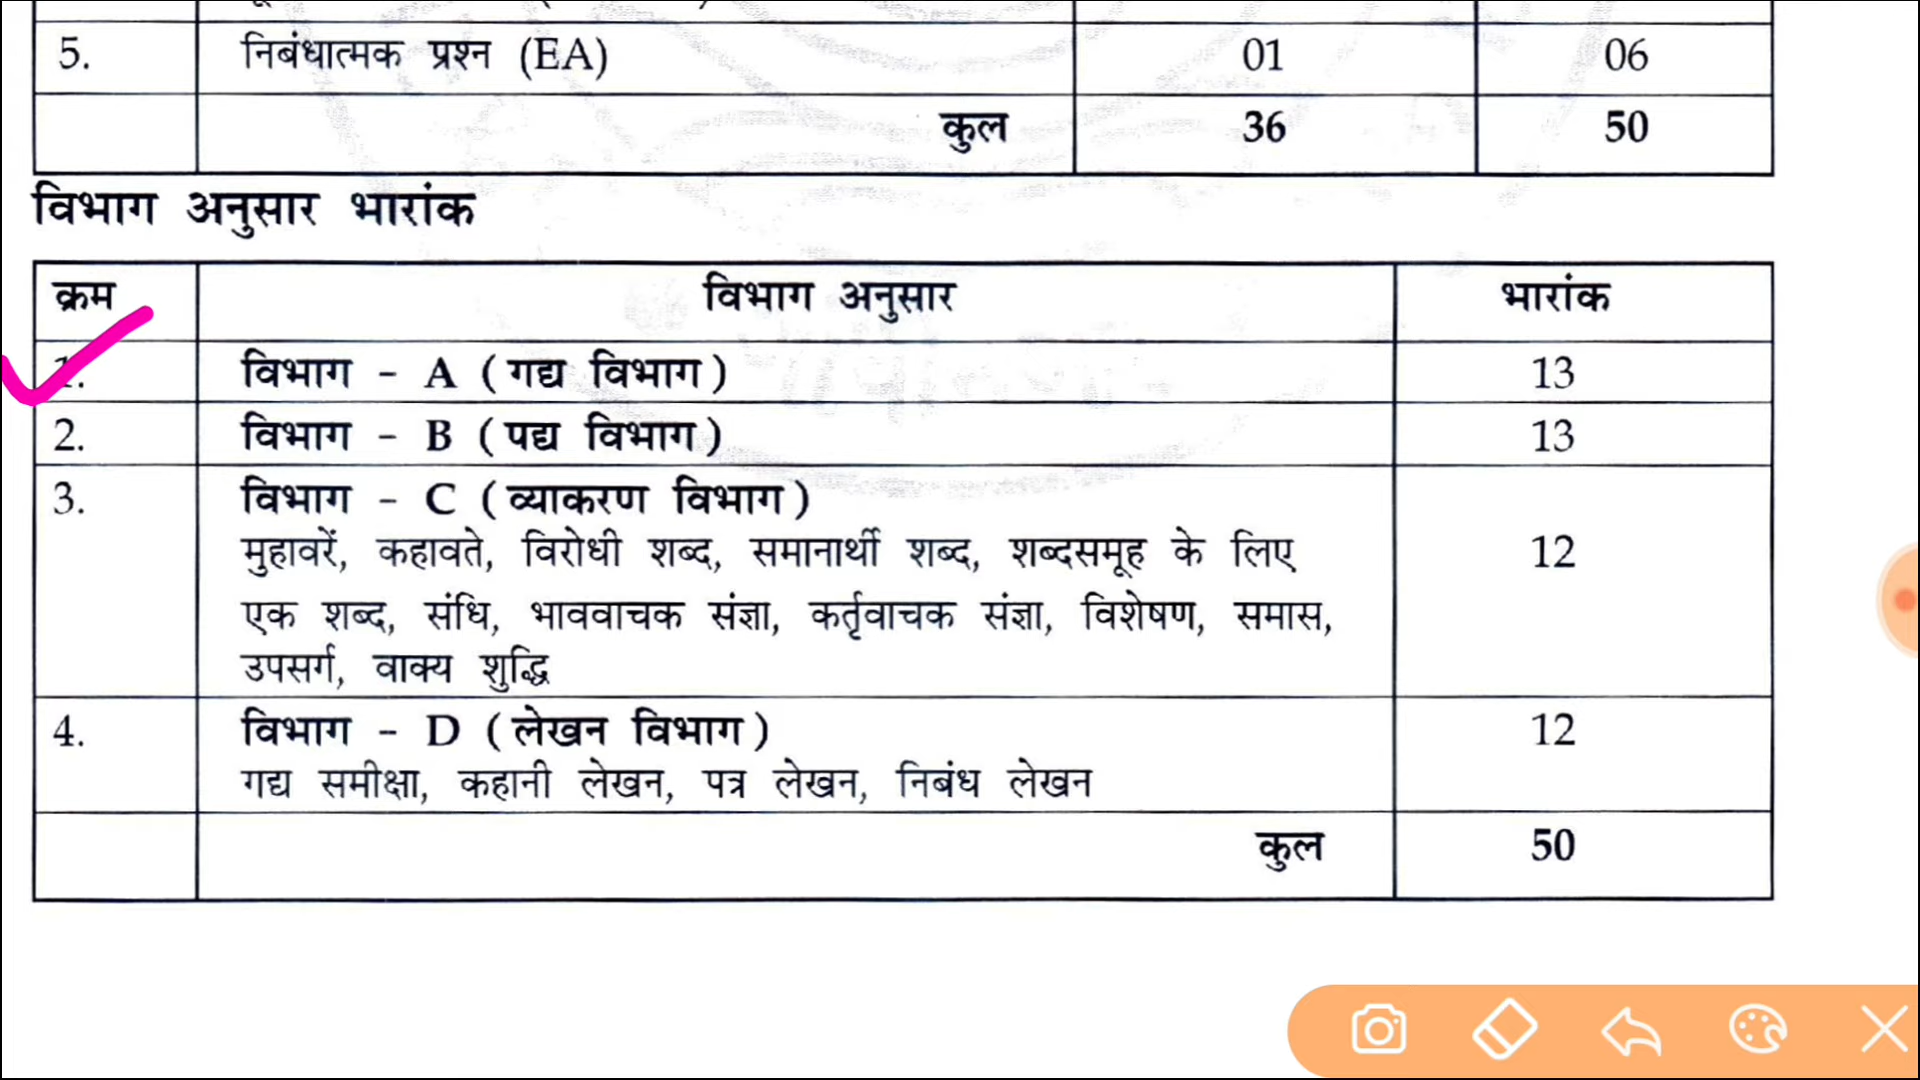 5. निबंधात्मक प्रश्न (EA) 01 06
कुल 36 50
विभाग अनुसार भारांक
क्रम विभाग अनुसार भारांक
1. विभाग - A ( गद्य विभाग ) 13
2. विभाग - B ( पद्य विभाग ) 13
3. विभाग - C ( व्याकरण विभाग )
मुहावरें, कहावते, विरोधी शब्द, समानार्थी शब्द, शब्दसमूह के लिए 12
एक शब्द, संधि, भाववाचक संज्ञा, कर्तृवाचक संज्ञा, विशेषण, समास,
उपसर्ग, वाक्य शुद्धि
4. विभाग - D ( लेखन विभाग ) 12
गद्य समीक्षा, कहानी लेखन, पत्र लेखन, निबंध लेखन
कुल 50